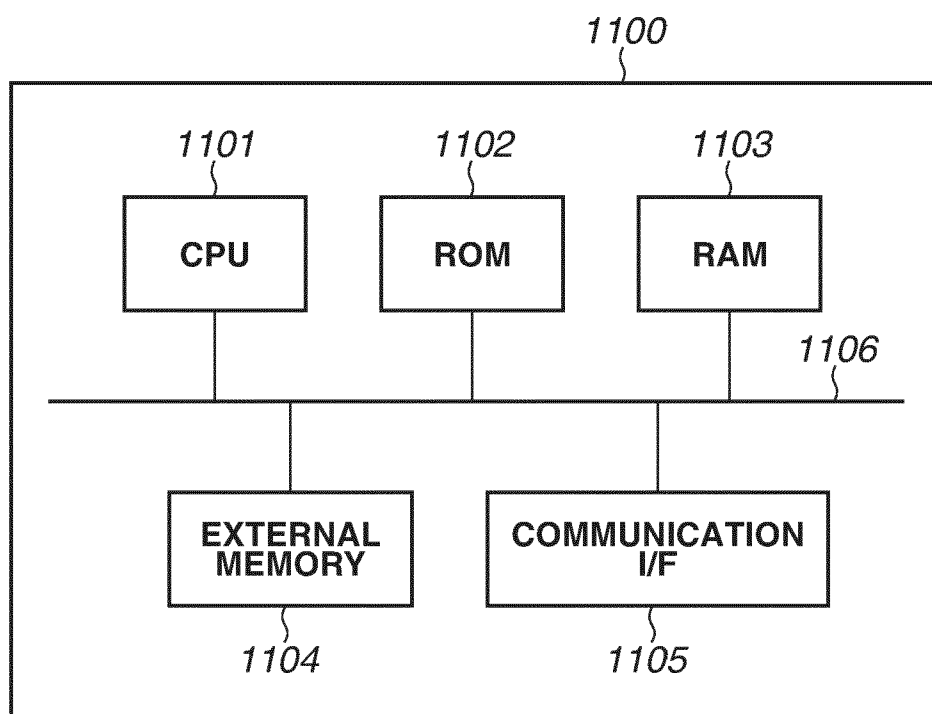 1100
1101
1102
1103
CPU
ROM
RAM
1106
EXTERNAL
MEMORY
COMMUNICATION
I/F
1104
1105